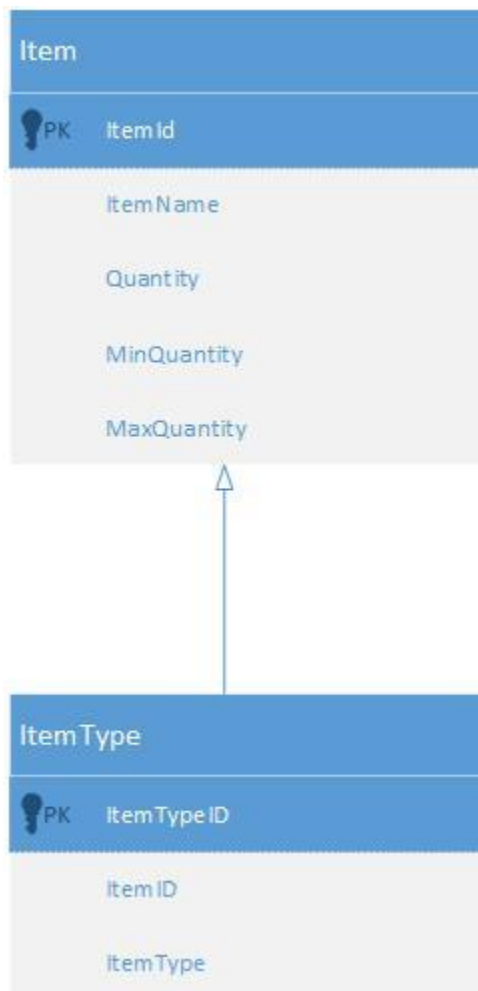 Item
PK ItemId
ItemName
Quantity
MinQuantity
MaxQuantity
ItemType
PK ItemTypeID
ItemID
ItemType